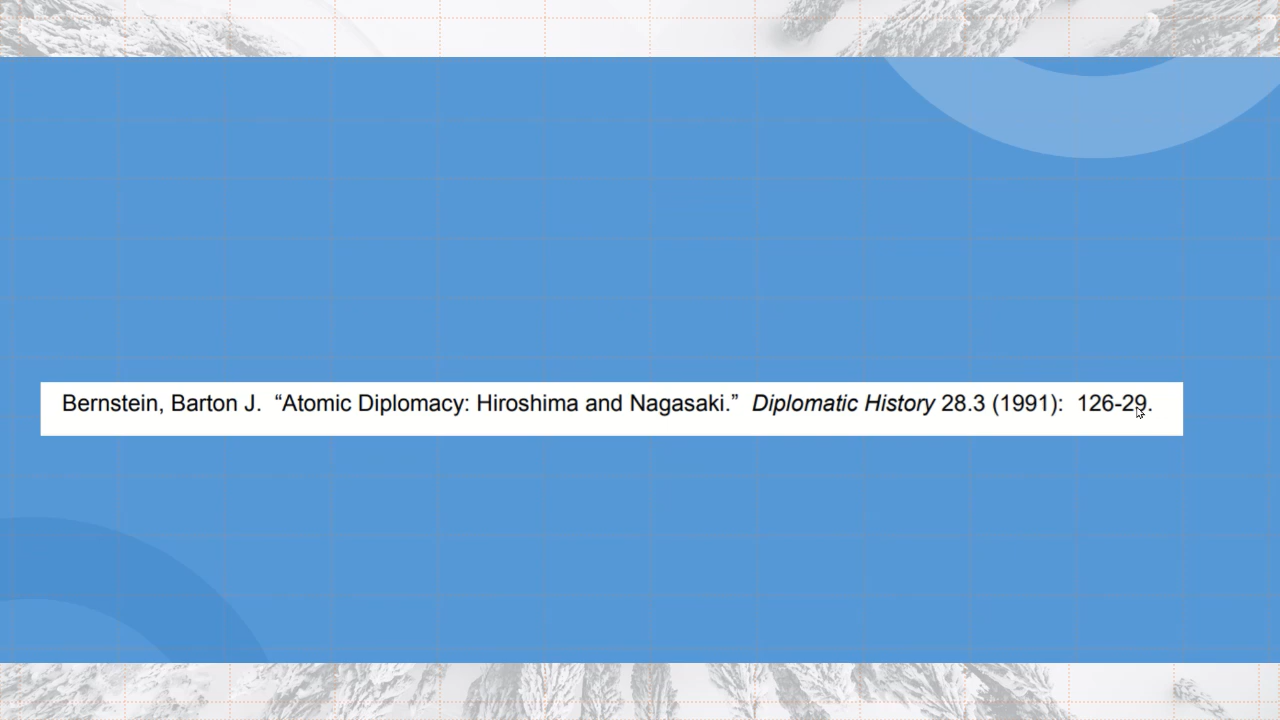 Bernstein, Barton J.  “Atomic Diplomacy: Hiroshima and Nagasaki.”  Diplomatic History 28.3 (1991):  126-29.